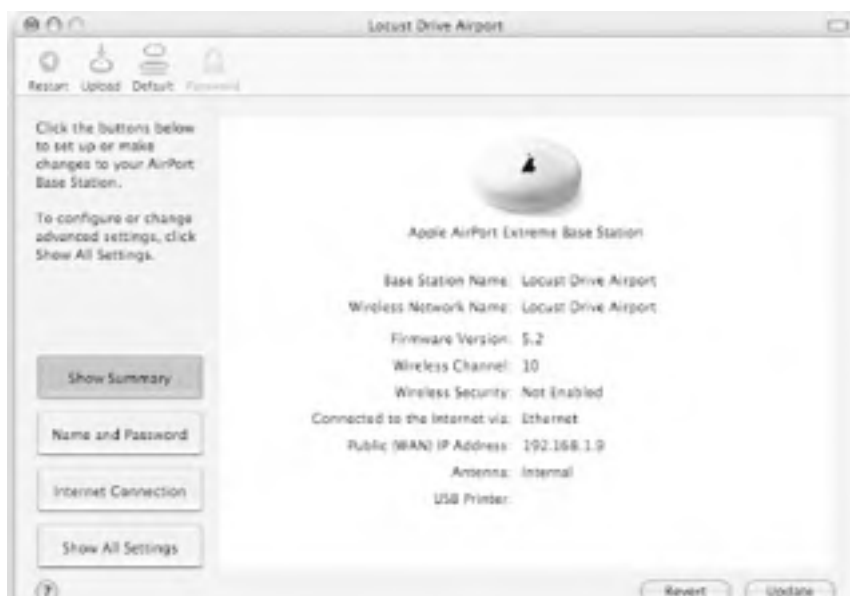 Locust Drive Airport
Restart Upload Default Password
Click the buttons below
to set up or make
changes to your AirPort
Base Station.
To configure or change
advanced settings, click
Show All Settings.
Show Summary
Name and Password
Internet Connection
Show All Settings
Apple AirPort Extreme Base Station
Base Station Name: Locust Drive Airport
Wireless Network Name: Locust Drive Airport
Firmware Version: 5.2
Wireless Channel: 10
Wireless Security: Not Enabled
Connected to the Internet via: Ethernet
Public (WAN) IP Address: 192.168.1.9
Antenna: Internal
USB Printer:
?
Revert Update